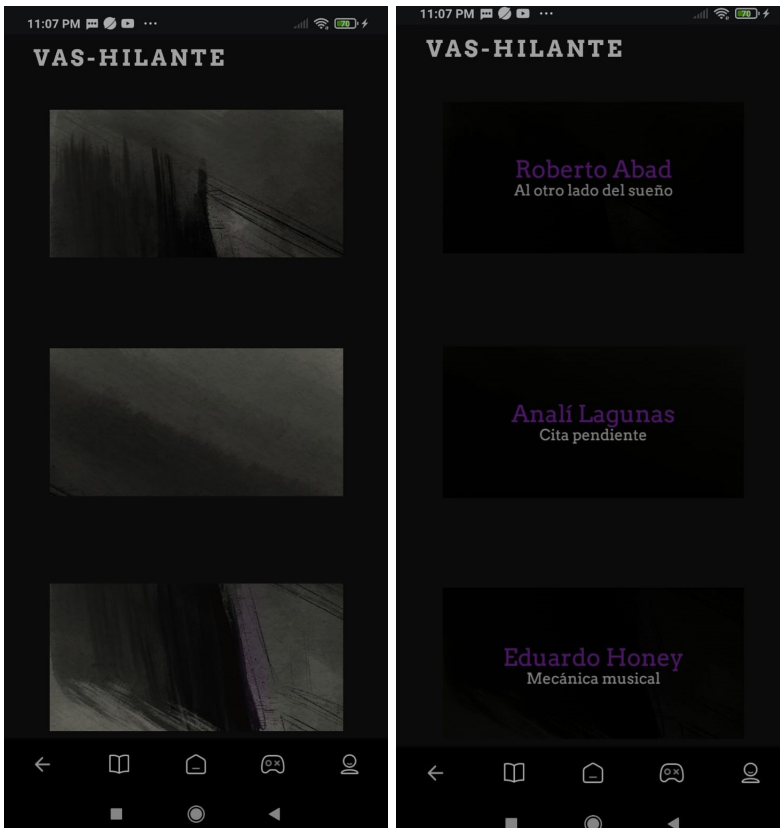 11:07 PM
70
VAS-HILANTE
11:07 PM
70
VAS-HILANTE
Roberto Abad
Al otro lado del sueño
Analí Lagunas
Cita pendiente
Eduardo Honey
Mecánica musical